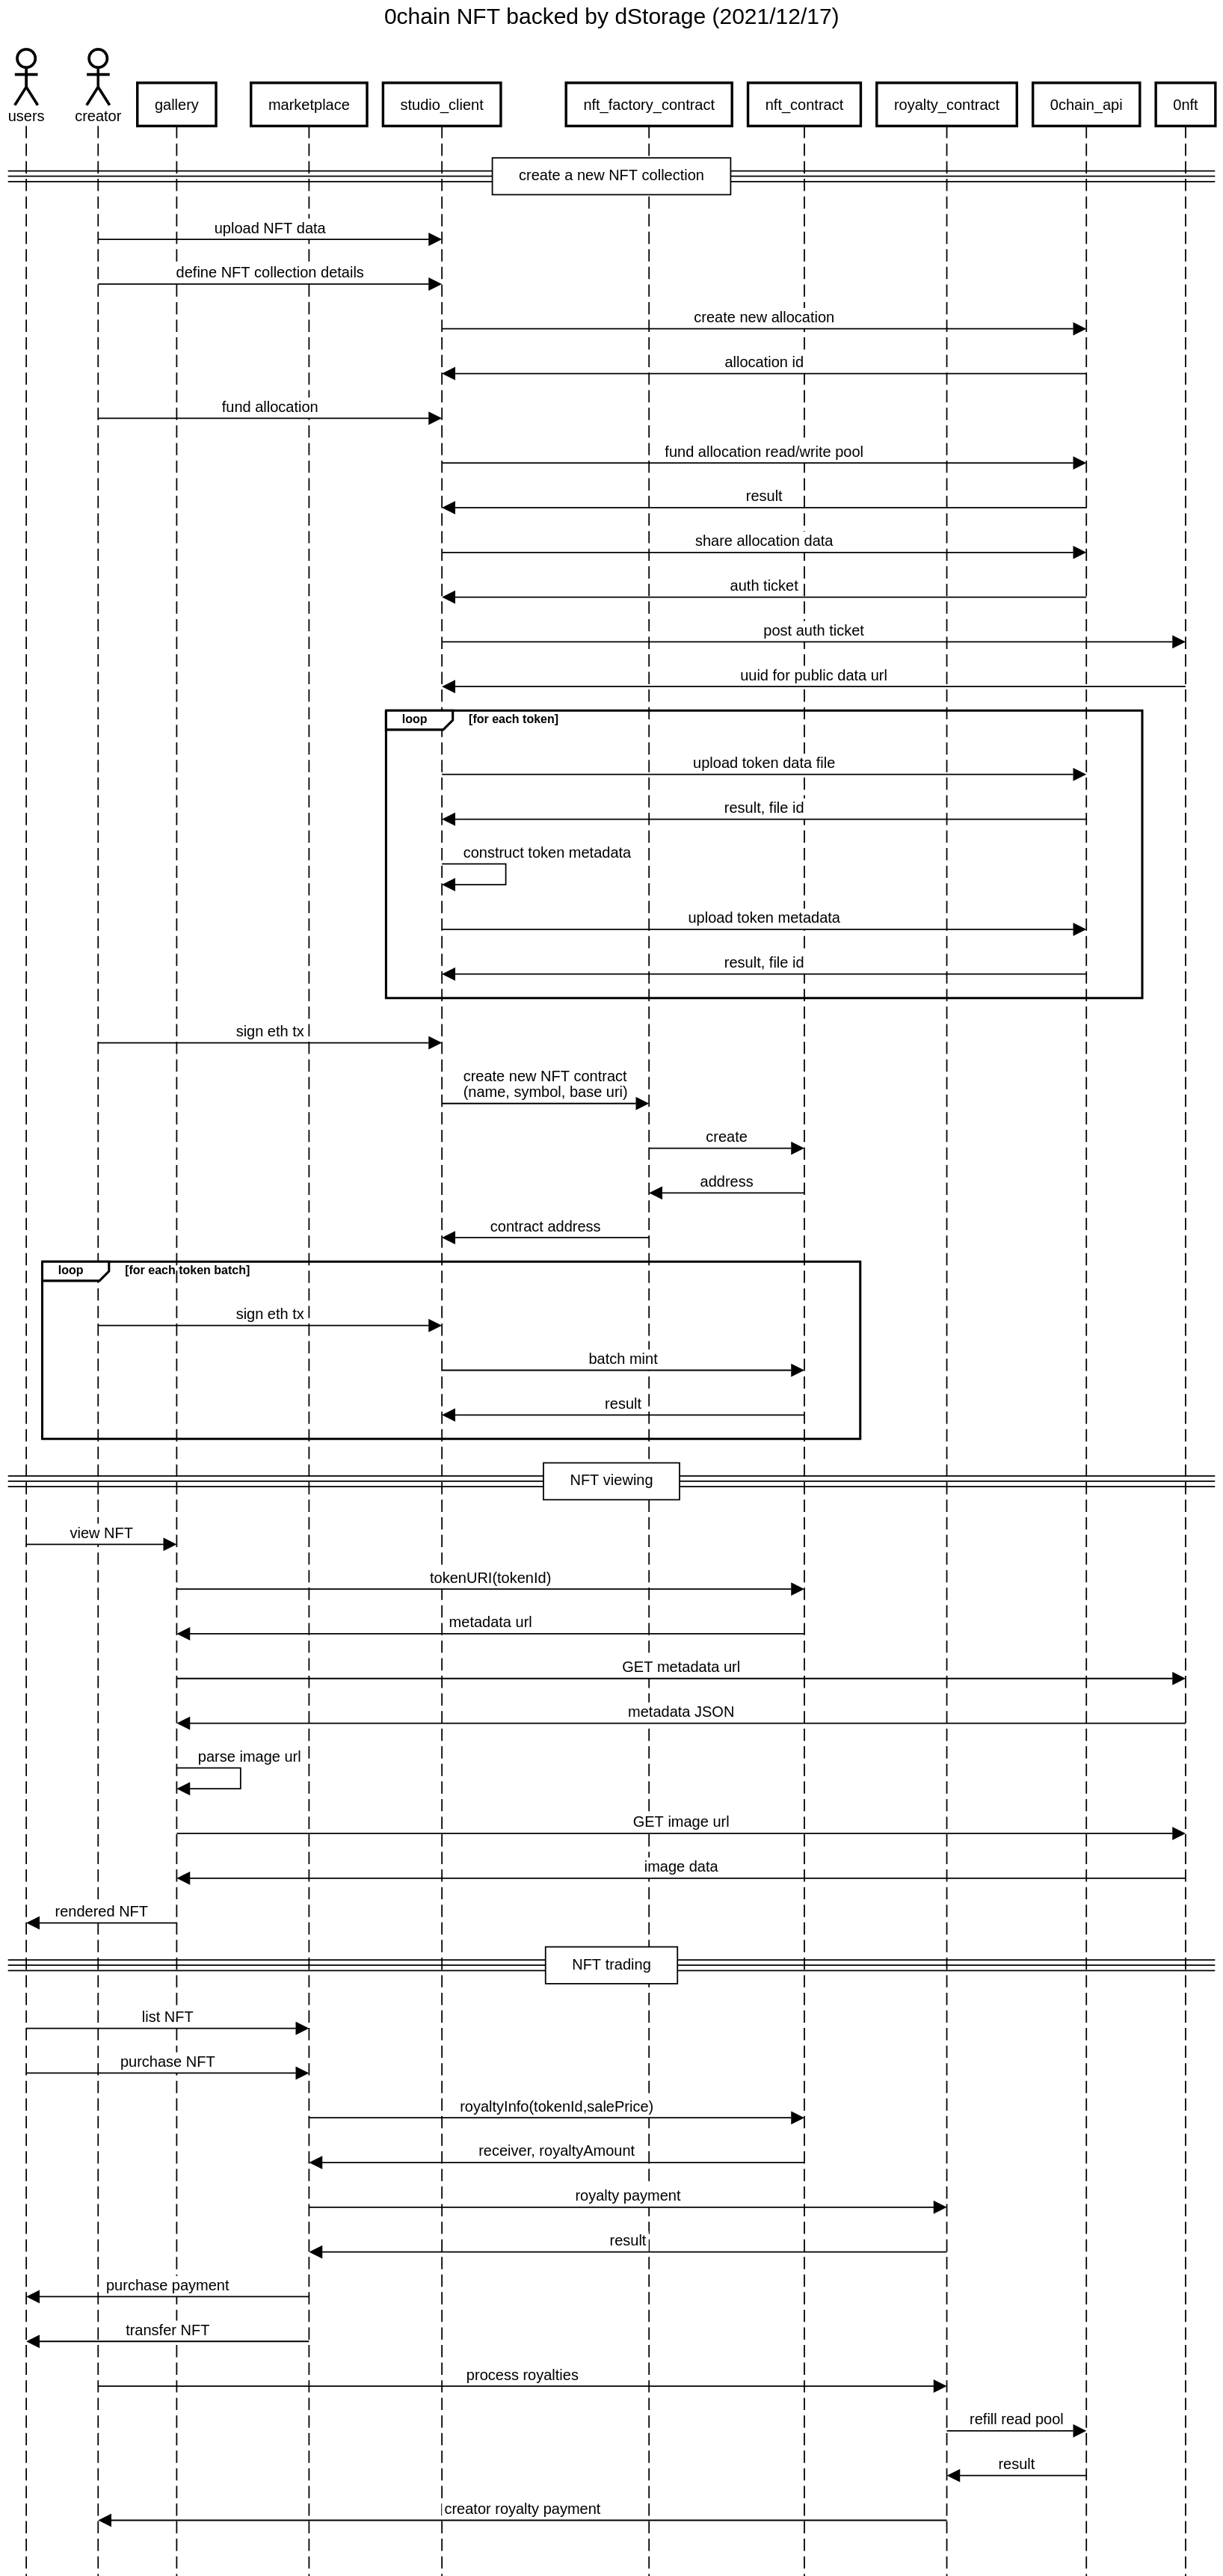 0chain NFT backed by dStorage (2021/12/17)
users
creator
gallery
marketplace
studio_client
nft_factory_contract
nft_contract
royalty_contract
0chain_api
0nft
create a new NFT collection
upload NFT data
define NFT collection details
create new allocation
allocation id
fund allocation
fund allocation read/write pool
result
share allocation data
auth ticket
post auth ticket
uuid for public data url
loop [for each token]
upload token data file
result, file id
construct token metadata
upload token metadata
result, file id
sign eth tx
create new NFT contract
(name, symbol, base uri)
create
address
contract address
loop [for each token batch]
sign eth tx
batch mint
result
NFT viewing
view NFT
tokenURI(tokenId)
metadata url
GET metadata url
metadata JSON
parse image url
GET image url
image data
rendered NFT
NFT trading
list NFT
purchase NFT
royaltyInfo(tokenId,salePrice)
receiver, royaltyAmount
royalty payment
result
purchase payment
transfer NFT
process royalties
refill read pool
result
creator royalty payment